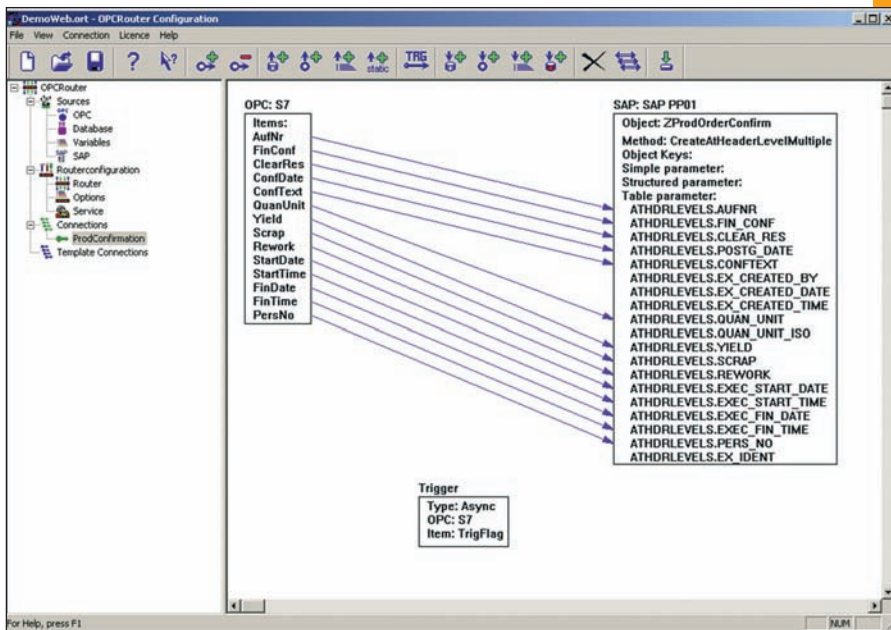 DemoWeb.ort - OPCRouter Configuration
File View Connection Licence Help
static
TRG
OPCRouter
Sources
OPC
OPC
Database
Variables
SAP
SAP
Routerconfiguration
Router
Options
Service
Connections
ProdConfirmation
Template Connections
OPC: S7
Items:
AufNr
FinConf
ClearRes
ConfDate
ConfText
QuanUnit
Yield
Scrap
Rework
StartDate
StartTime
FinDate
FinTime
PersNo
SAP: SAP PP01
Object: ZProdOrderConfirm
Method: CreateAtHeaderLevelMultiple
Object Keys:
Simple parameter:
Structured parameter:
Table parameter:
ATHDRLEVELS.AUFNR
ATHDRLEVELS.FIN_CONF
ATHDRLEVELS.CLEAR_RES
ATHDRLEVELS.POSTG_DATE
ATHDRLEVELS.CONFTEXT
ATHDRLEVELS.EX_CREATED_BY
ATHDRLEVELS.EX_CREATED_DATE
ATHDRLEVELS.EX_CREATED_TIME
ATHDRLEVELS.QUAN_UNIT
ATHDRLEVELS.QUAN_UNIT_ISO
ATHDRLEVELS.YIELD
ATHDRLEVELS.SCRAP
ATHDRLEVELS.REWORK
ATHDRLEVELS.EXEC_START_DATE
ATHDRLEVELS.EXEC_START_TIME
ATHDRLEVELS.EXEC_FIN_DATE
ATHDRLEVELS.EXEC_FIN_TIME
ATHDRLEVELS.PERS_NO
ATHDRLEVELS.EX_IDENT
Trigger
Type: Async
OPC: S7
Item: TrigFlag
For Help, press F1
NUM